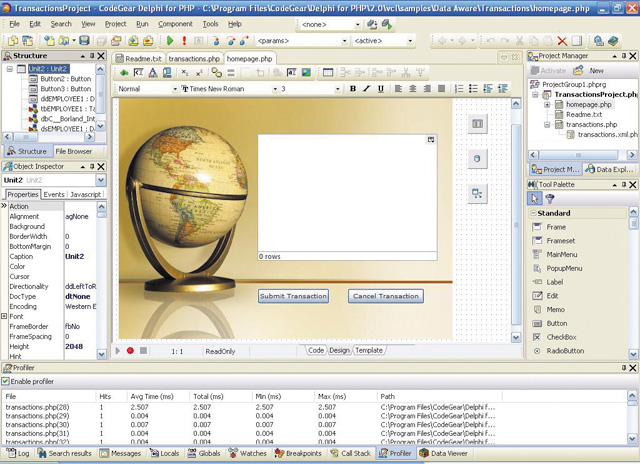 TransactionsProject - CodeGear Delphi for PHP - C:\Program Files\CodeGear\Delphi for PHP\2.0\vcl\samples\Data Aware\Transactions\homepage.php
File Search View Project Run Component Tools Help <none>
<params> <active>
Structure
Unit2 : Unit2
Button2 : Button
Button3 : Button
ddEMPLOYEE1 : D
tbEMPLOYEE1 : T
dbC__Borland_Int
dsEMPLOYEE1 : D
Structure File Browser
Object Inspector
Unit2 Unit2
Properties Events Javascript
Action
Alignment agNone
Background
BorderWidth 0
BottomMargin 0
Caption Unit2
Color
Cursor
Directionality ddLeftToR
DocType dtNone
Encoding Western E
Font
FrameBorder fbNo
FrameSpacing 0
Height 2048
Hint
Readme.txt transactions.php homepage.php
Normal Times New Roman 3 B I U
NORTH AMERICA
0 rows
Submit Transaction Cancel Transaction
1: 1 ReadOnly Code Design Template
Project Manager
Activate New
ProjectGroup1.phprg
TransactionsProject.p
homepage.php
Readme.txt
transactions.php
transactions.xml.ph
Project M... Data Explor...
Tool Palette
Standard
Frame
Frameset
MainMenu
PopupMenu
Label
Edit
Memo
Button
CheckBox
RadioButton
Profiler
Enable profiler
File Hits Avg Time (ms) Total (ms) Min (ms) Max (ms) Path
transactions.php(28) 1 2.507 2.507 2.507 2.507 C:\Program Files\CodeGear\Delphi f...
transactions.php(29) 1 0.004 0.004 0.004 0.004 C:\Program Files\CodeGear\Delphi f...
transactions.php(30) 1 0.007 0.007 0.007 0.007 C:\Program Files\CodeGear\Delphi f...
transactions.php(31) 1 0.004 0.004 0.004 0.004 C:\Program Files\CodeGear\Delphi f...
transactions.php(32) 1 0.004 0.004 0.004 0.004 C:\Program Files\CodeGear\Delphi f...
Log Search results Messages Locals Globals Watches Breakpoints Call Stack Profiler Data Viewer